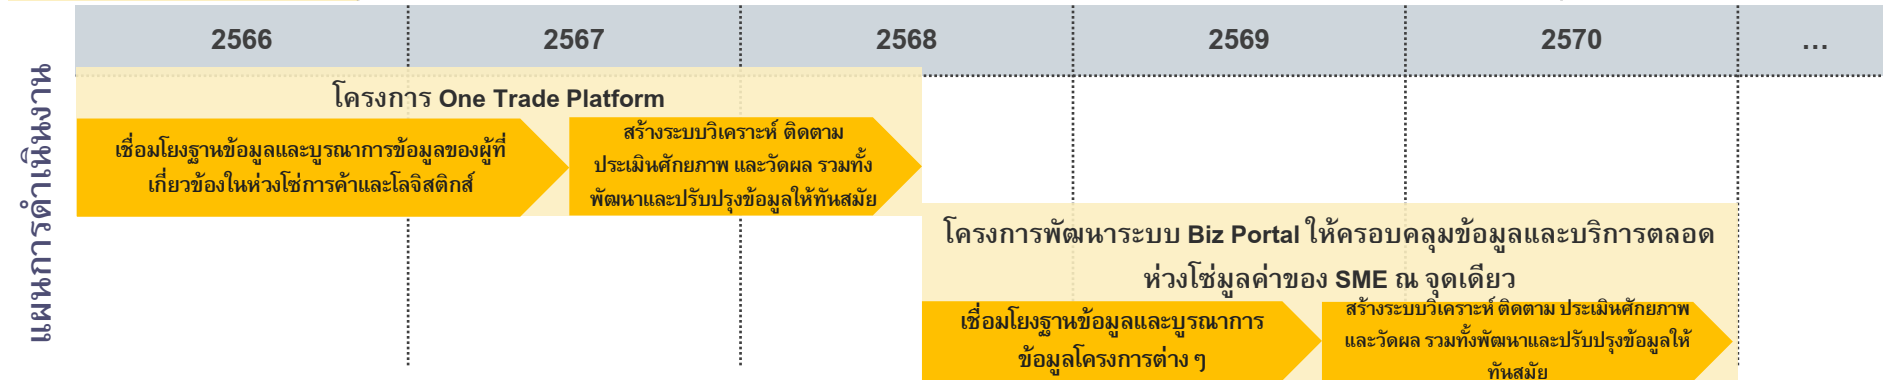 แผนการดำเนินงาน
2566 2567 2568 2569 2570 ...
โครงการ One Trade Platform
เชื่อมโยงฐานข้อมูลและบูรณาการข้อมูลของผู้ที่
เกี่ยวข้องในห่วงโซ่การค้าและโลจิสติกส์
สร้างระบบวิเคราะห์ ติดตาม
ประเมินศักยภาพ และวัดผล รวมทั้ง
พัฒนาและปรับปรุงข้อมูลให้ทันสมัย
โครงการพัฒนาระบบ Biz Portal ให้ครอบคลุมข้อมูลและบริการตลอด
ห่วงโซ่มูลค่าของ SME ณ จุดเดียว
เชื่อมโยงฐานข้อมูลและบูรณาการ
ข้อมูลโครงการต่าง ๆ
สร้างระบบวิเคราะห์ ติดตาม ประเมินศักยภาพ
และวัดผล รวมทั้งพัฒนาและปรับปรุงข้อมูลให้
ทันสมัย